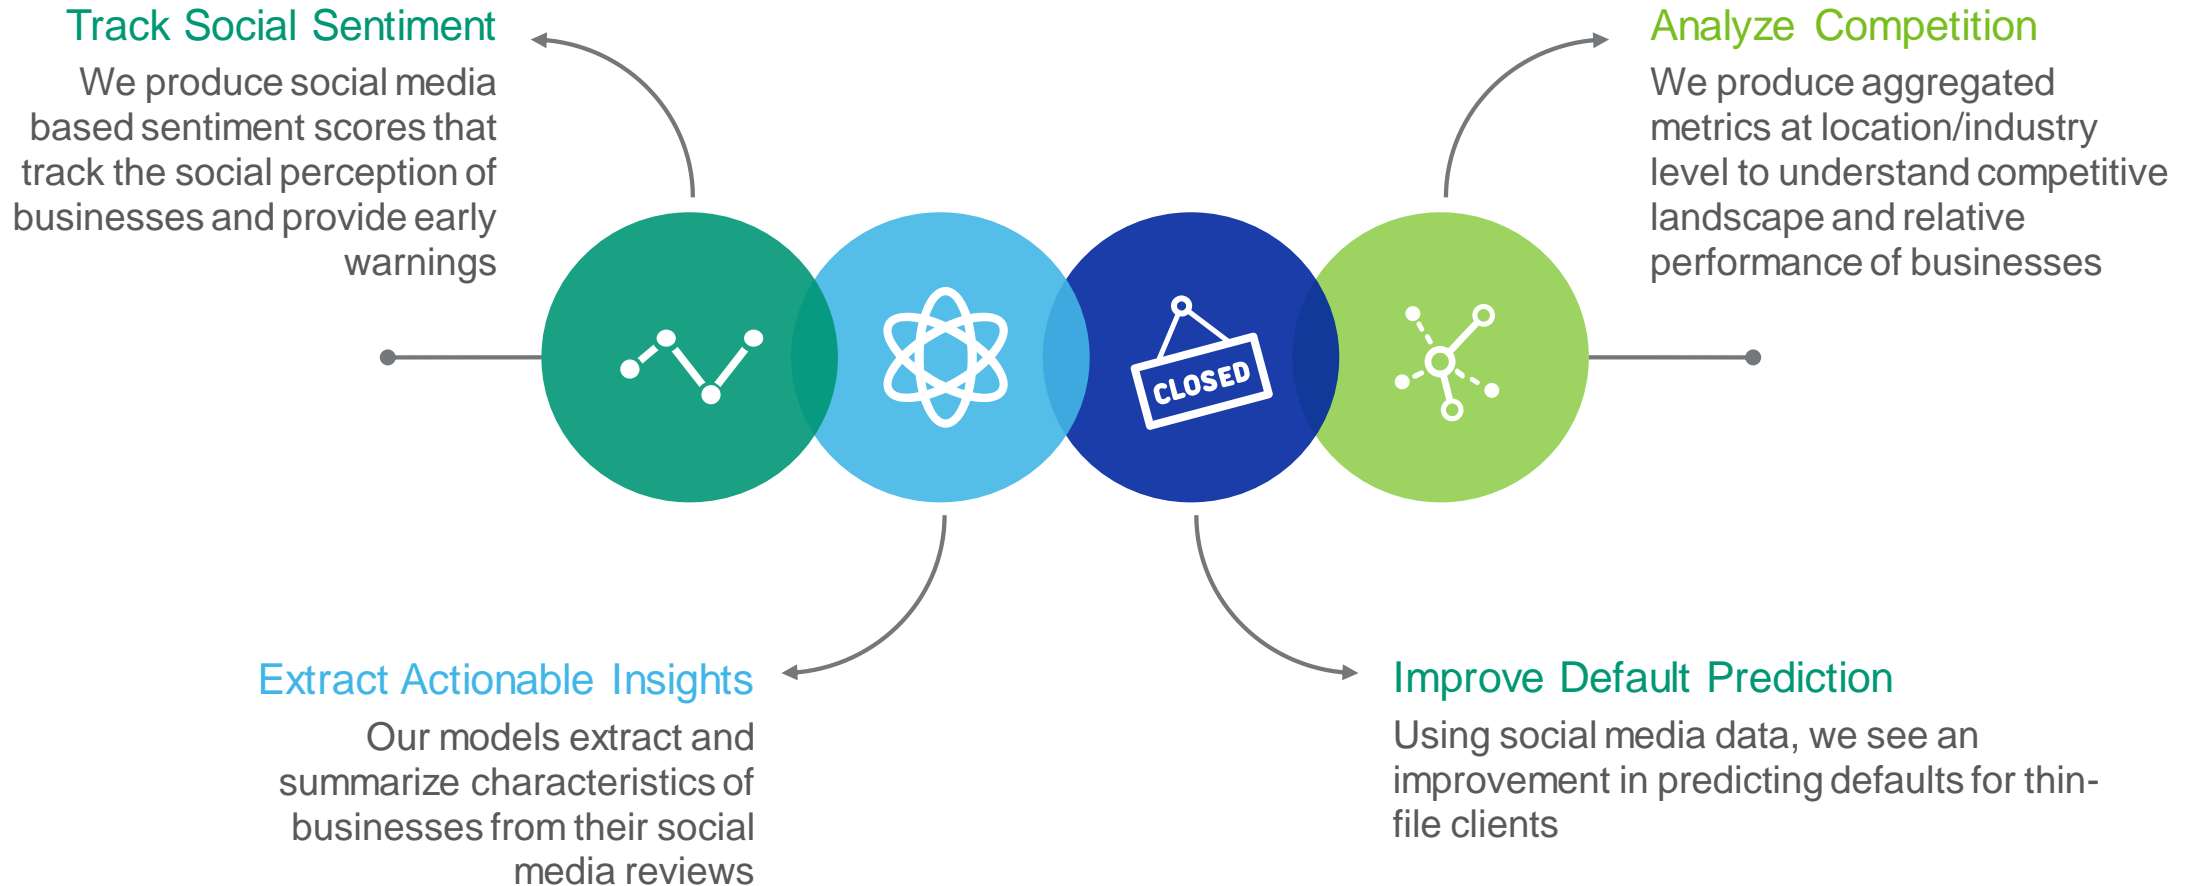 Track Social Sentiment
We produce social media
based sentiment scores that
track the social perception of
businesses and provide early
warnings
Analyze Competition
We produce aggregated
metrics at location/industry
level to understand competitive
landscape and relative
performance of businesses
CLOSED
Extract Actionable Insights
Our models extract and
summarize characteristics of
businesses from their social
media reviews
Improve Default Prediction
Using social media data, we see an
improvement in predicting defaults for thin-
file clients